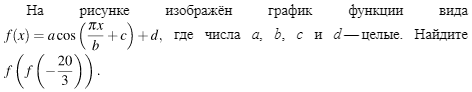 На рисунке изображён график функции вида
f(x) = a cos(πx/b + c) + d, где числа a, b, c и d — целые. Найдите
f(f(−20/3)).